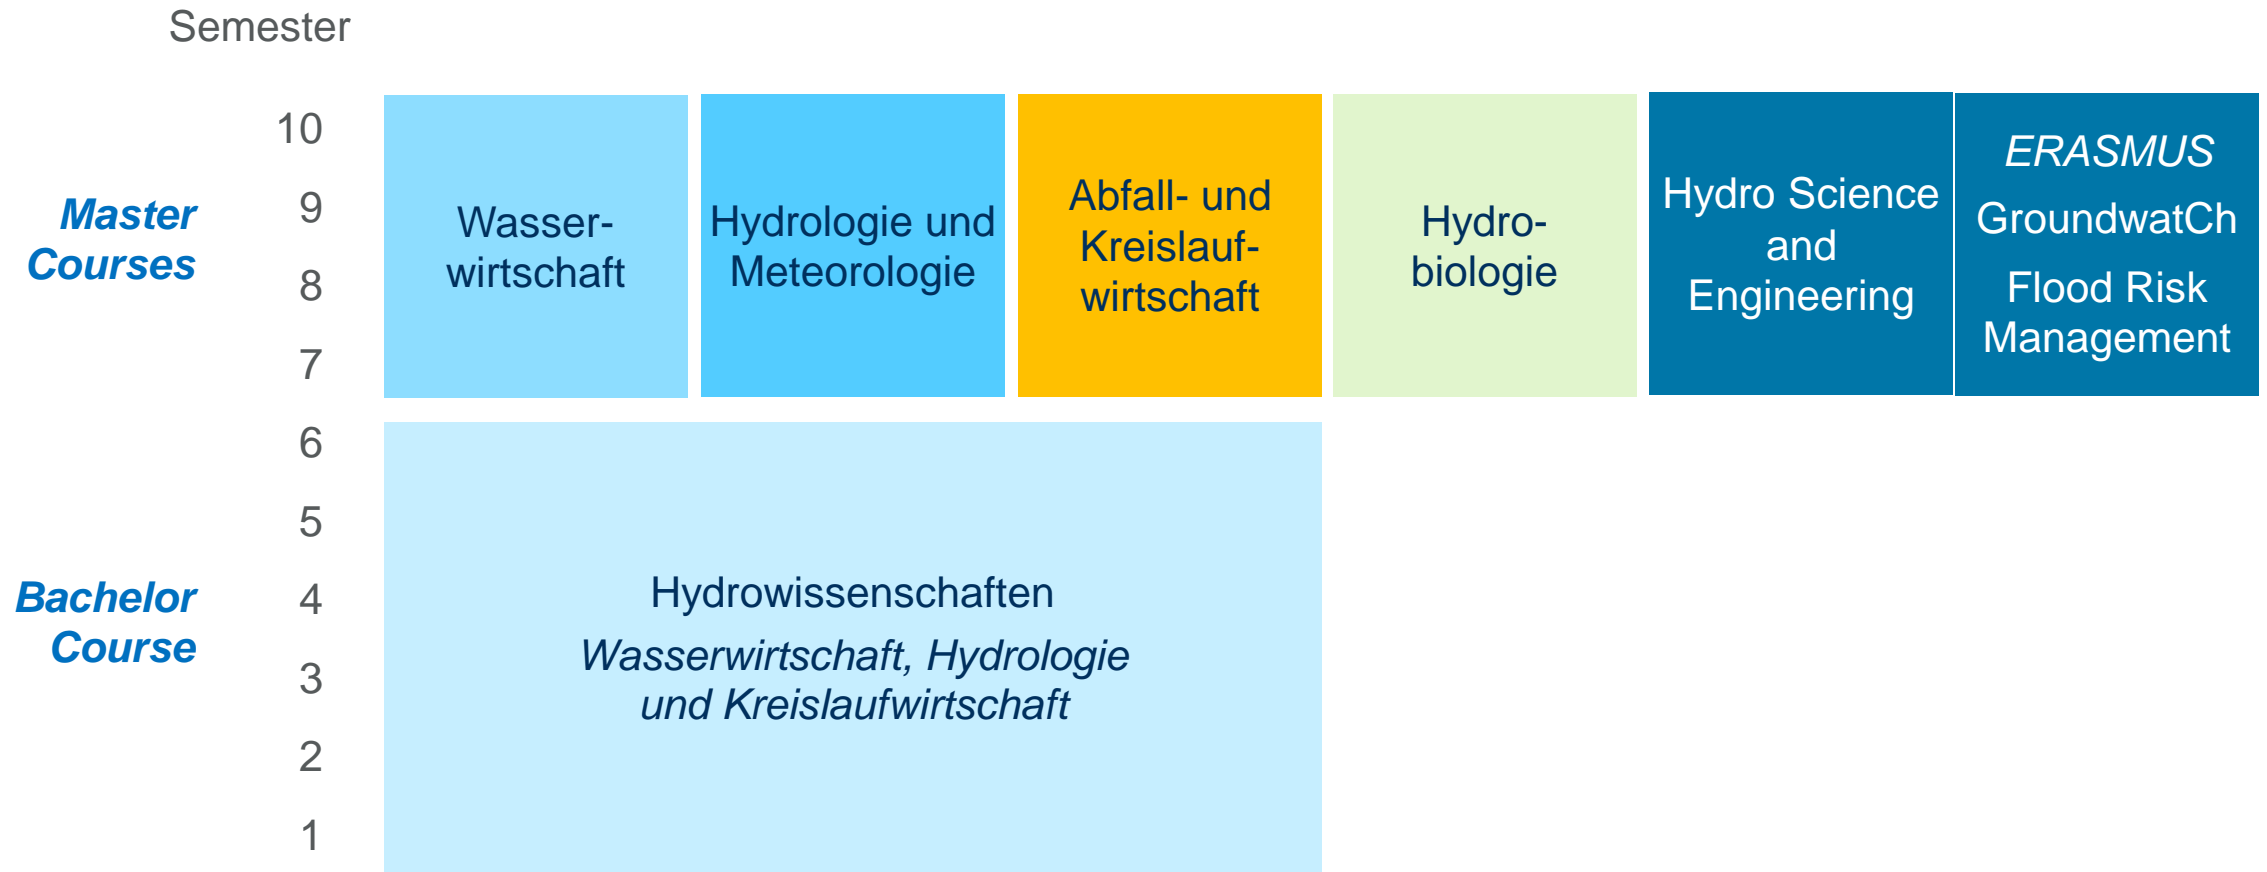 Semester
10
9
8
7
6
5
4
3
2
1
Master
Courses
Bachelor
Course
Wasser-
wirtschaft
Hydrologie und
Meteorologie
Abfall- und
Kreislauf-
wirtschaft
Hydro-
biologie
Hydro Science
and
Engineering
ERASMUS
GroundwatCh
Flood Risk
Management
Hydrowissenschaften
Wasserwirtschaft, Hydrologie
und Kreislaufwirtschaft